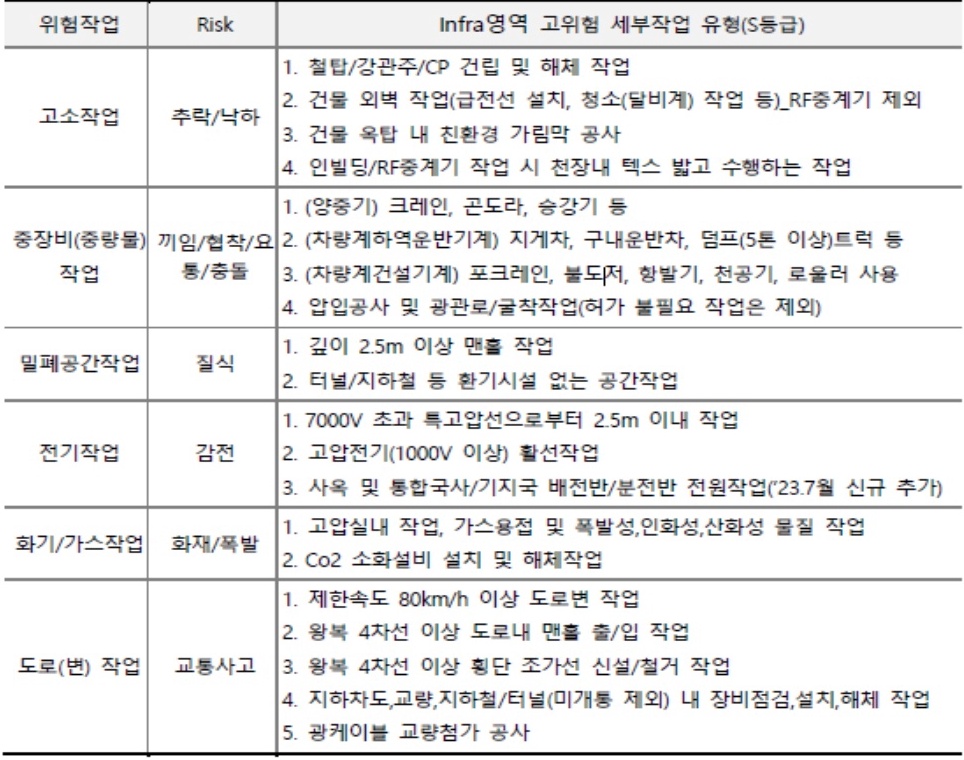 위험작업 Risk Infra영역 고위험 세부작업 유형(S등급)
고소작업 추락/낙하
1. 철탑/강관주/CP 건립 및 해체 작업
2. 건물 외벽 작업(급전선 설치, 청소(달비계) 작업 등)_RF중계기 제외
3. 건물 옥탑 내 친환경 가림막 공사
4. 인빌딩/RF중계기 작업 시 천장내 텍스 밟고 수행하는 작업
중장비(중량물)
작업
끼임/협착/요
통/충돌
1. (양중기) 크레인, 곤도라, 승강기 등
2. (차량계하역운반기계) 지게차, 구내운반차, 덤프(5톤 이상)트럭 등
3. (차량계건설기계) 포크레인, 불도저, 항발기, 천공기, 로울러 사용
4. 압입공사 및 광관로/굴착작업(허가 불필요 작업은 제외)
밀폐공간작업 질식
1. 깊이 2.5m 이상 맨홀 작업
2. 터널/지하철 등 환기시설 없는 공간작업
전기작업 감전
1. 7000V 초과 특고압선으로부터 2.5m 이내 작업
2. 고압전기(1000V 이상) 활선작업
3. 사옥 및 통합국사/기지국 배전반/분전반 전원작업('23.7월 신규 추가)
화기/가스작업 화재/폭발
1. 고압실내 작업, 가스용접 및 폭발성,인화성,산화성 물질 작업
2. Co2 소화설비 설치 및 해체작업
도로(변) 작업 교통사고
1. 제한속도 80km/h 이상 도로변 작업
2. 왕복 4차선 이상 도로내 맨홀 출/입 작업
3. 왕복 4차선 이상 횡단 조가선 신설/철거 작업
4. 지하차도,교량,지하철/터널(미개통 제외) 내 장비점검,설치,해체 작업
5. 광케이블 교량첨가 공사